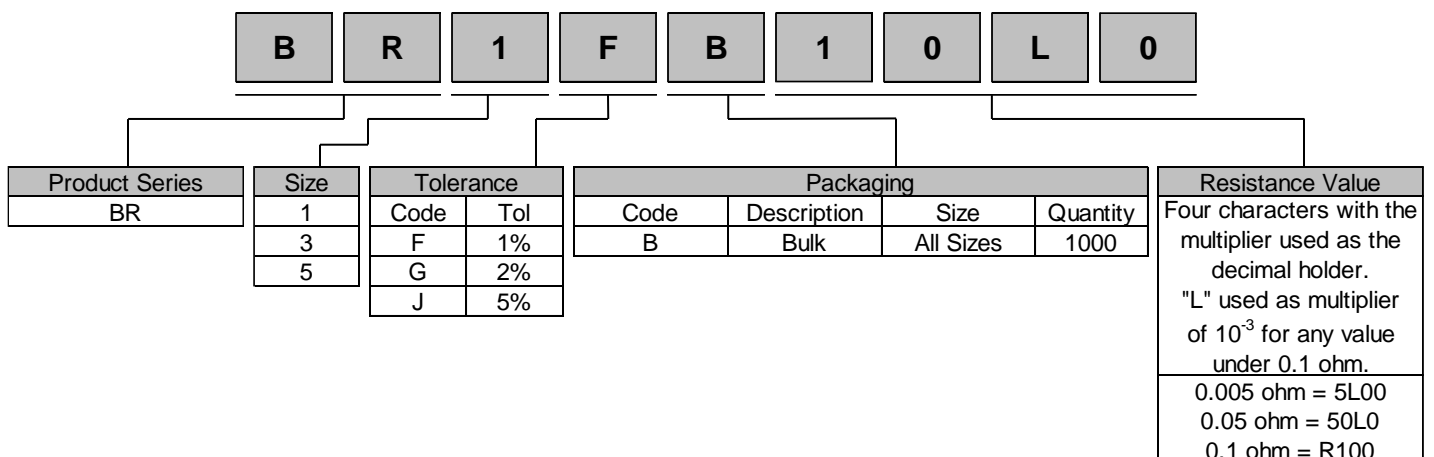 B R 1 F B 1 0 L 0
Product Series
BR
Size
1
3
5
Tolerance
Code Tol
F 1%
G 2%
J 5%
Packaging
Code Description Size Quantity
B Bulk All Sizes 1000
Resistance Value
Four characters with the
multiplier used as the
decimal holder.
"L" used as multiplier
of 10⁻³ for any value
under 0.1 ohm.
0.005 ohm = 5L00
0.05 ohm = 50L0
0.1 ohm = R100